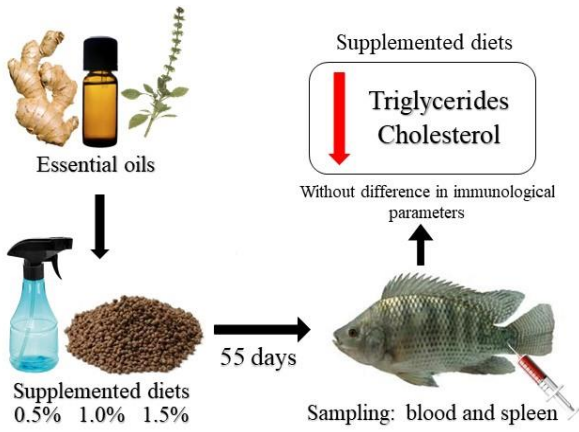 Essential oils
Supplemented diets
0.5% 1.0% 1.5%
55 days
Sampling: blood and spleen
Supplemented diets
Triglycerides
Cholesterol
Without difference in immunological
parameters